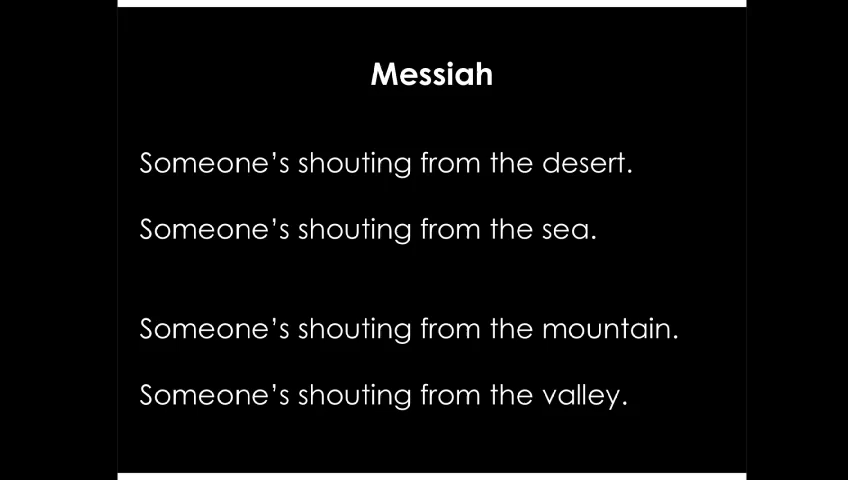 Messiah
Someone’s shouting from the desert.
Someone’s shouting from the sea.
Someone’s shouting from the mountain.
Someone’s shouting from the valley.